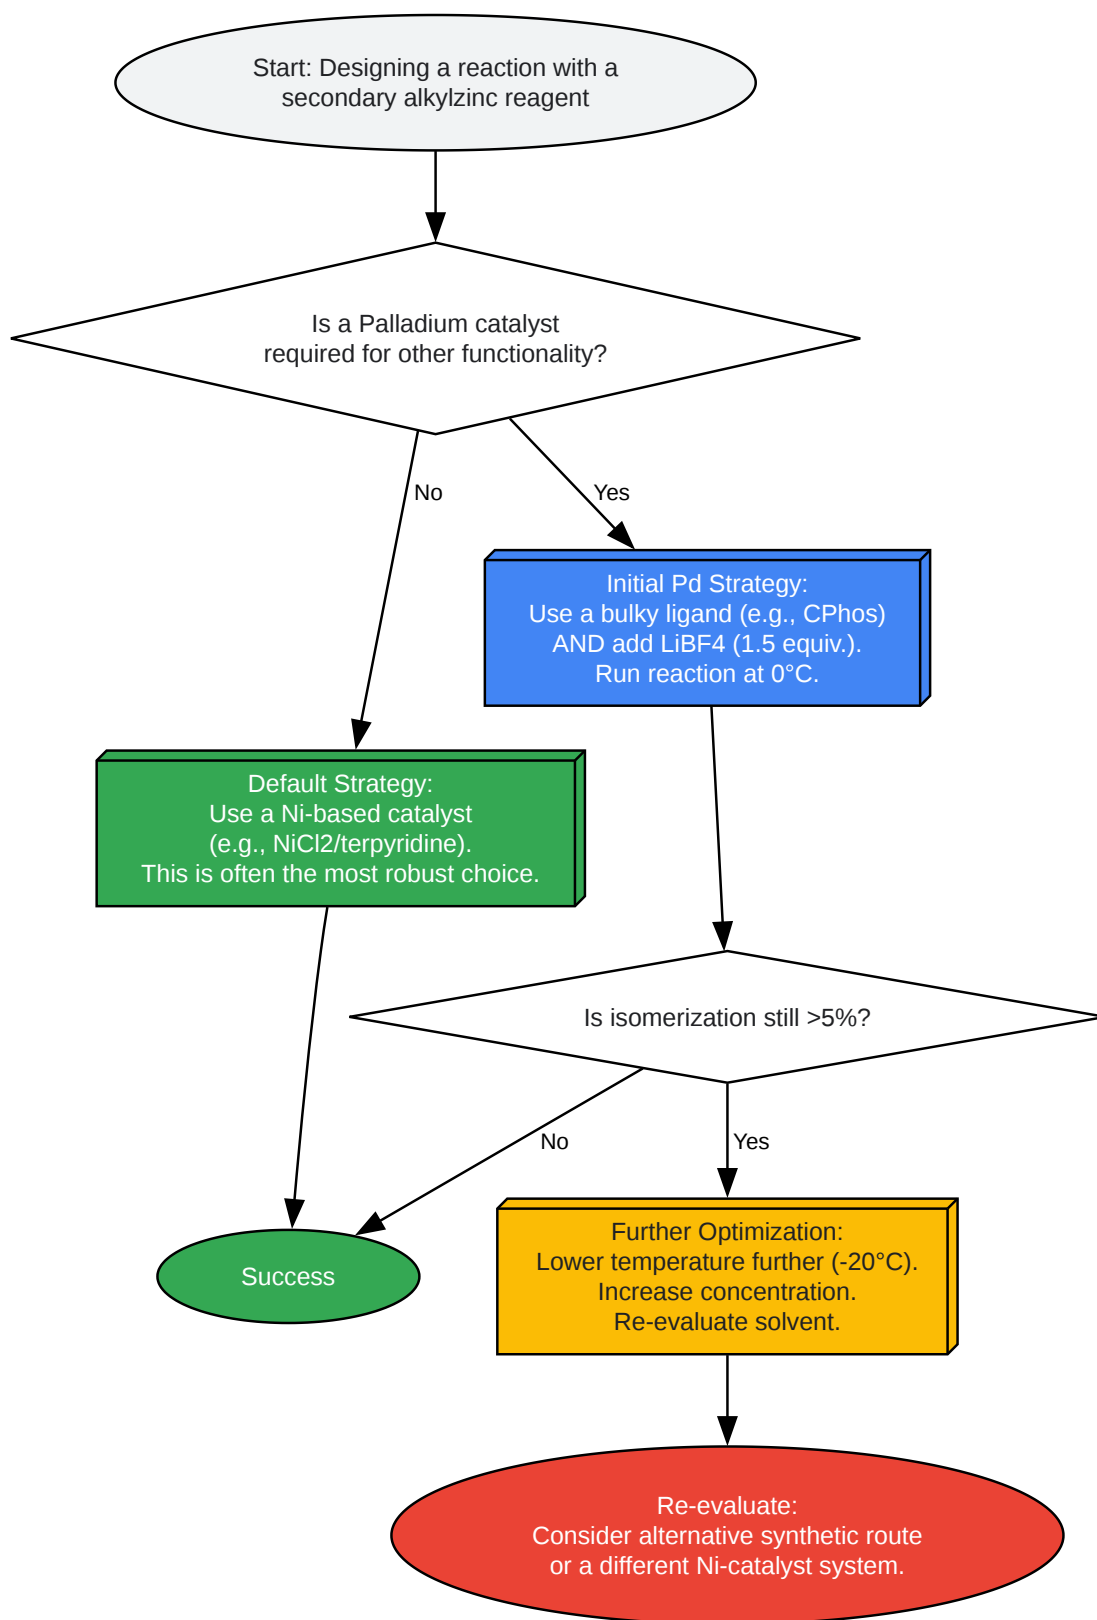 Start: Designing a reaction with a
secondary alkylzinc reagent
Is a Palladium catalyst
required for other functionality?
No
Yes
Initial Pd Strategy:
Use a bulky ligand (e.g., CPhos)
AND add LiBF4 (1.5 equiv.).
Run reaction at 0°C.
Default Strategy:
Use a Ni-based catalyst
(e.g., NiCl2/terpyridine).
This is often the most robust choice.
Is isomerization still >5%?
No
Yes
Success
Further Optimization:
Lower temperature further (-20°C).
Increase concentration.
Re-evaluate solvent.
Re-evaluate:
Consider alternative synthetic route
or a different Ni-catalyst system.